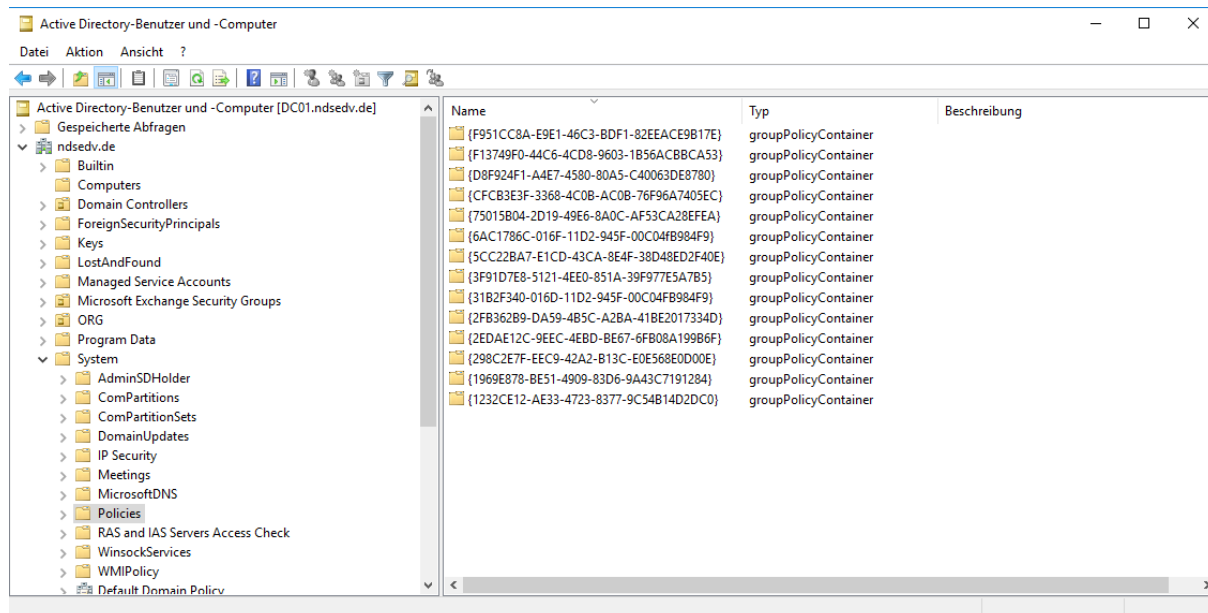 Active Directory-Benutzer und -Computer
Datei Aktion Ansicht ?
Active Directory-Benutzer und -Computer [DC01.ndsedv.de]
Gespeicherte Abfragen
ndsedv.de
Builtin
Computers
Domain Controllers
ForeignSecurityPrincipals
Keys
LostAndFound
Managed Service Accounts
Microsoft Exchange Security Groups
ORG
Program Data
System
AdminSDHolder
ComPartitions
ComPartitionSets
DomainUpdates
IP Security
Meetings
MicrosoftDNS
Policies
RAS and IAS Servers Access Check
WinsockServices
WMIPolicy
Default Domain Policy
Name Typ Beschreibung
{F951CC8A-E9E1-46C3-BDF1-82EEACE9B17E} groupPolicyContainer
{F13749F0-44C6-4CD8-9603-1B56ACBBCA53} groupPolicyContainer
{D8F924F1-A4E7-4580-80A5-C40063DE8780} groupPolicyContainer
{CFCB3E3F-3368-4C0B-AC0B-76F96A7405EC} groupPolicyContainer
{75015B04-2D19-49E6-8A0C-AF53CA28EFEA} groupPolicyContainer
{6AC1786C-016F-11D2-945F-00C04fB984F9} groupPolicyContainer
{5CC22BA7-E1CD-43CA-8E4F-38D48ED2F40E} groupPolicyContainer
{3F91D7E8-5121-4EE0-851A-39F977E5A7B5} groupPolicyContainer
{31B2F340-016D-11D2-945F-00C04FB984F9} groupPolicyContainer
{2FB362B9-DA59-4B5C-A2BA-41BE2017334D} groupPolicyContainer
{2EDAE12C-9EEC-4EBD-BE67-6FB08A199B6F} groupPolicyContainer
{298C2E7F-EEC9-42A2-B13C-E0E568E0D00E} groupPolicyContainer
{1969E878-BE51-4909-83D6-9A43C7191284} groupPolicyContainer
{1232CE12-AE33-4723-8377-9C54B14D2DC0} groupPolicyContainer